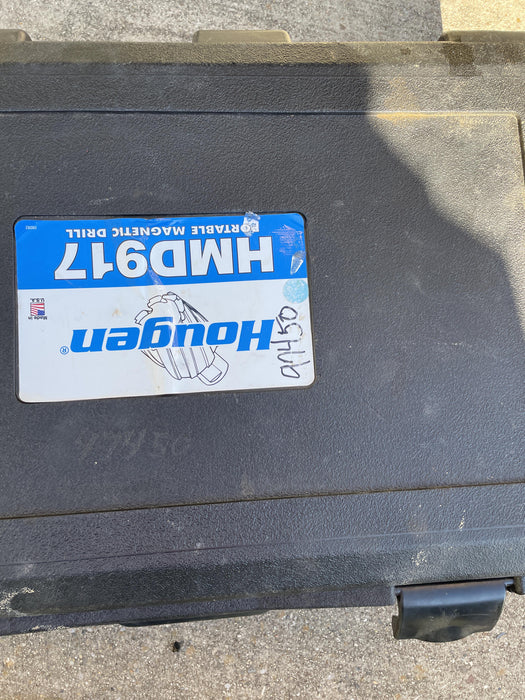 Hougen®
Made in
U.S.A.
HMD917
PORTABLE MAGNETIC DRILL
97450